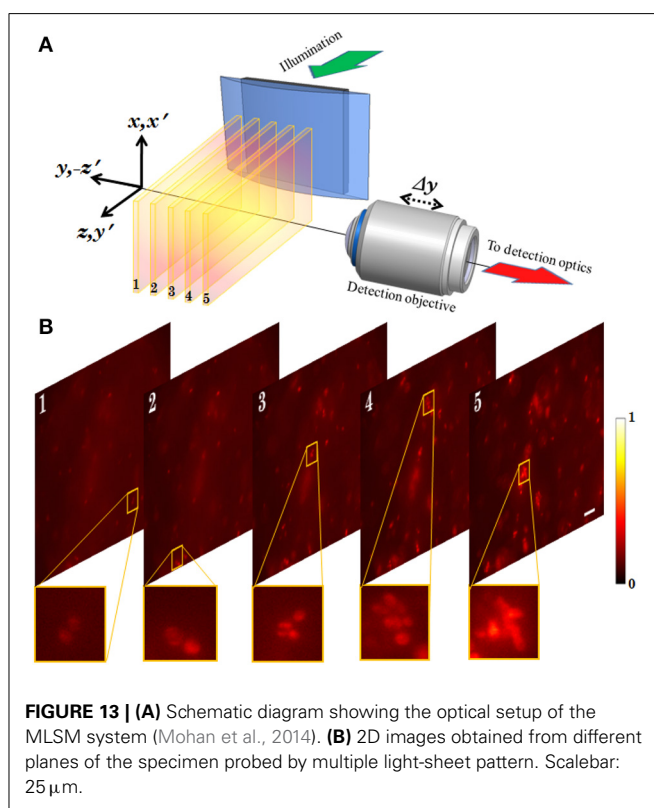 A
Illumination
x,x′
y,-z′
z,y′
Δy
To detection optics
Detection objective
1 2 3 4 5
B
1 2 3 4 5
1
0
FIGURE 13 | (A) Schematic diagram showing the optical setup of the
MLSM system (Mohan et al., 2014). (B) 2D images obtained from different
planes of the specimen probed by multiple light-sheet pattern. Scalebar:
25 μm.